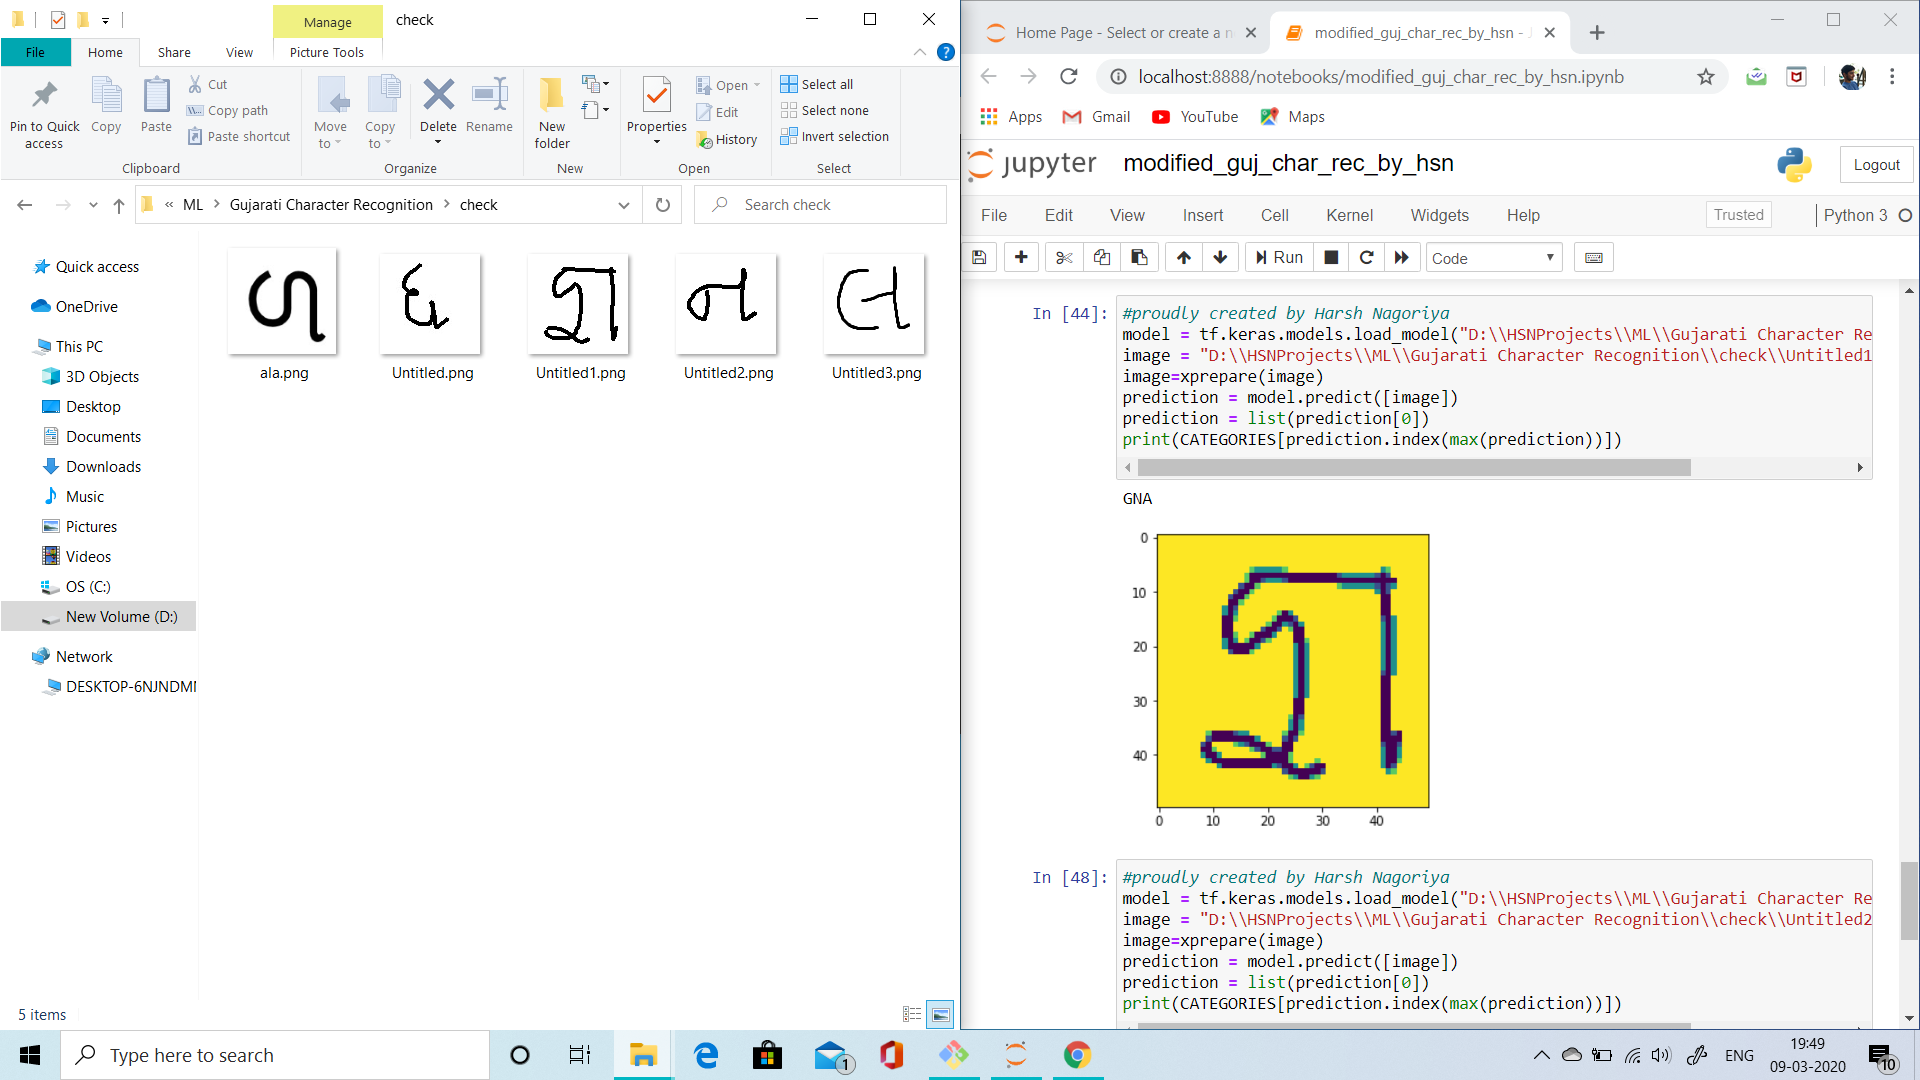 Manage
check
File
Home
Share
View
Picture Tools
Pin to Quick access
Copy
Paste
Cut
Copy path
Paste shortcut
Clipboard
Move to
Copy to
Delete
Rename
Organize
New folder
New
Properties
Open
Edit
History
Open
Select all
Select none
Invert selection
Select
« ML > Gujarati Character Recognition > check
Search check
Quick access
OneDrive
This PC
3D Objects
Desktop
Documents
Downloads
Music
Pictures
Videos
OS (C:)
New Volume (D:)
Network
DESKTOP-6NJNDM
ળ
ધ
જ્ઞ
ન
લ
ala.png
Untitled.png
Untitled1.png
Untitled2.png
Untitled3.png
5 items
Home Page - Select or create a n
modified_guj_char_rec_by_hsn - J
localhost:8888/notebooks/modified_guj_char_rec_by_hsn.ipynb
Apps
Gmail
YouTube
Maps
jupyter
modified_guj_char_rec_by_hsn
Logout
File
Edit
View
Insert
Cell
Kernel
Widgets
Help
Trusted
Python 3
Run
Code
In [44]:
#proudly created by Harsh Nagoriya
model = tf.keras.models.load_model("D:\\HSNProjects\\ML\\Gujarati Character Re
image = "D:\\HSNProjects\\ML\\Gujarati Character Recognition\\check\\Untitled1
image=xprepare(image)
prediction = model.predict([image])
prediction = list(prediction[0])
print(CATEGORIES[prediction.index(max(prediction))])
GNA
0
10
20
30
40
જ્ઞ
0 10 20 30 40
In [48]:
#proudly created by Harsh Nagoriya
model = tf.keras.models.load_model("D:\\HSNProjects\\ML\\Gujarati Character Re
image = "D:\\HSNProjects\\ML\\Gujarati Character Recognition\\check\\Untitled2
image=xprepare(image)
prediction = model.predict([image])
prediction = list(prediction[0])
print(CATEGORIES[prediction.index(max(prediction))])
Type here to search
1
ENG
19:49
09-03-2020
10